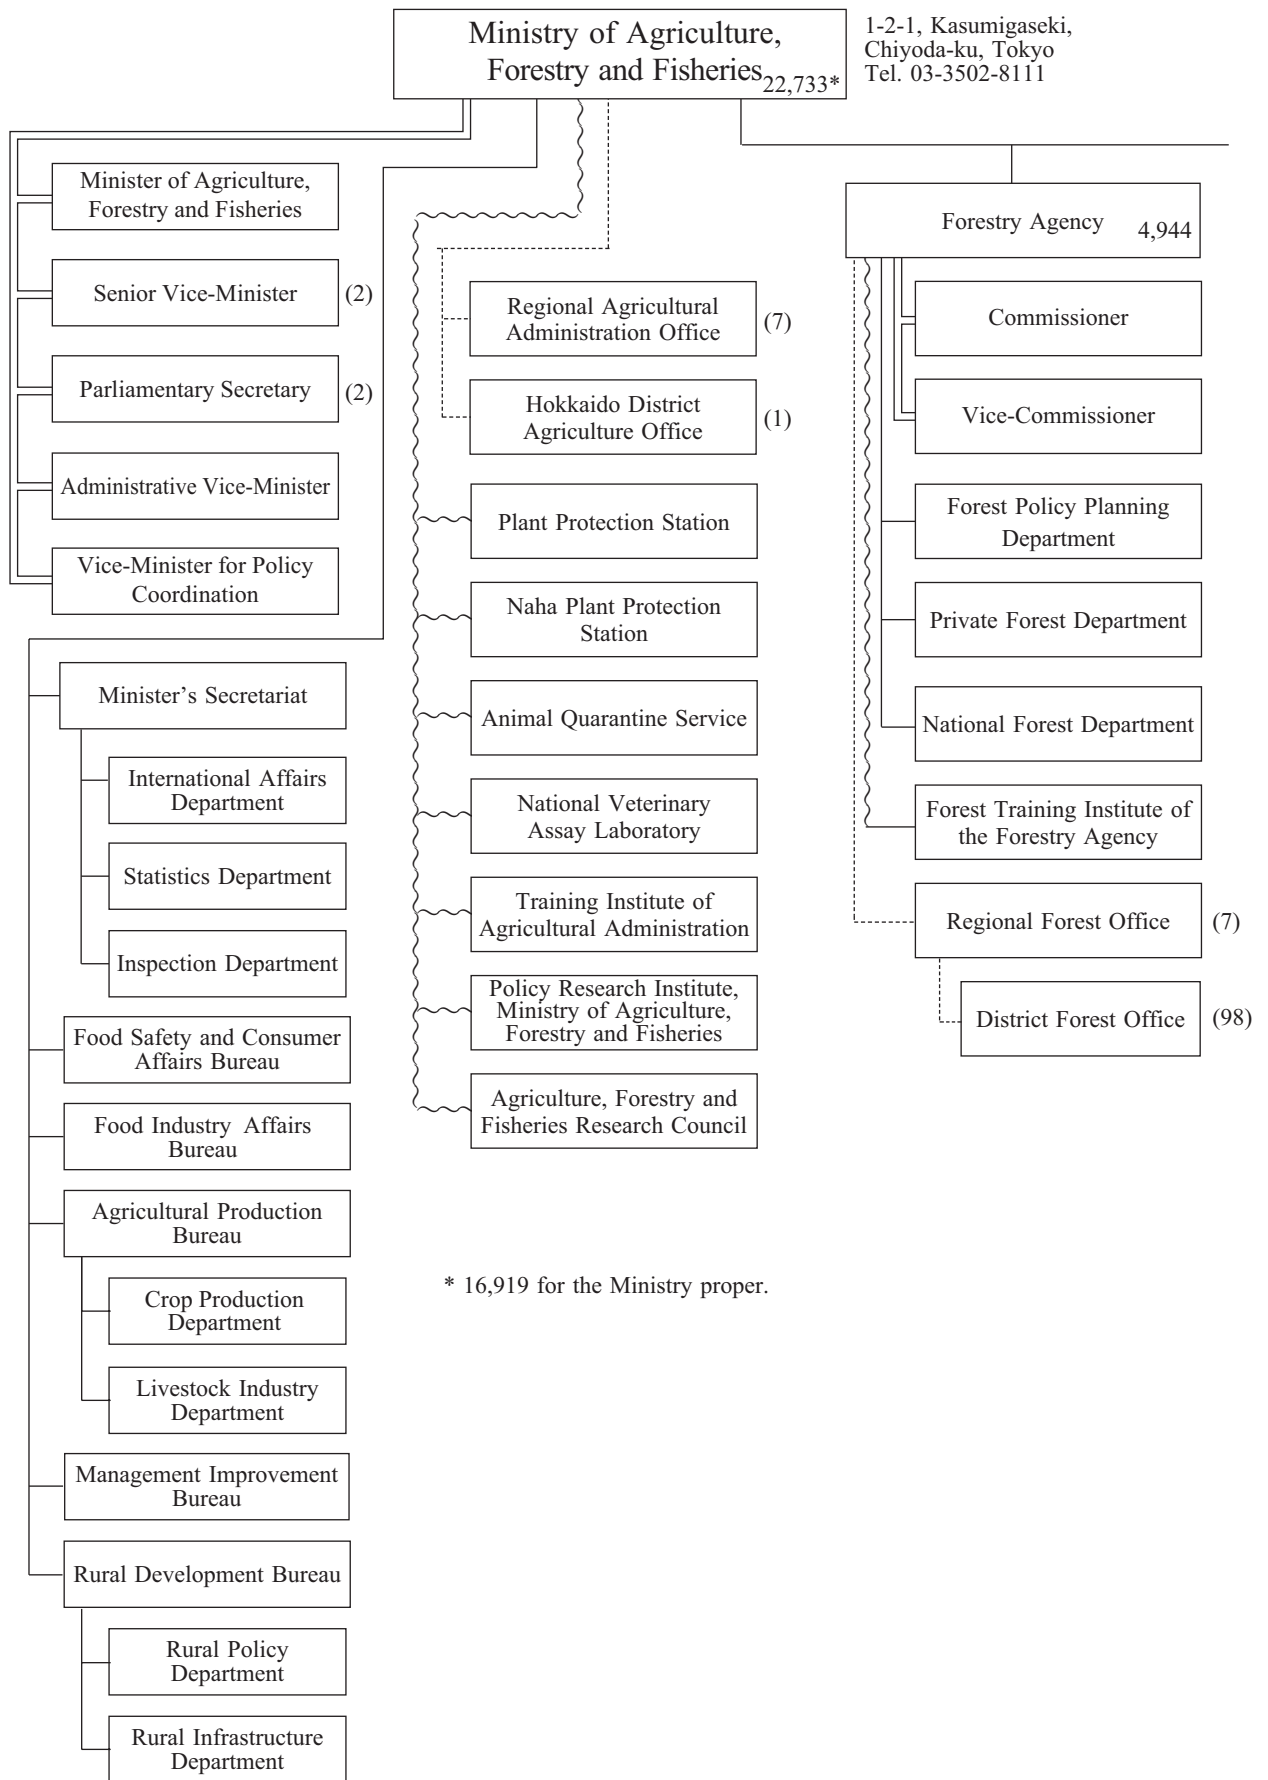 Ministry of Agriculture,
Forestry and Fisheries
22,733*
1-2-1, Kasumigaseki,
Chiyoda-ku, Tokyo
Tel. 03-3502-8111
Minister of Agriculture,
Forestry and Fisheries
Senior Vice-Minister
(2)
Parliamentary Secretary
(2)
Administrative Vice-Minister
Vice-Minister for Policy
Coordination
Minister’s Secretariat
International Affairs
Department
Statistics Department
Inspection Department
Food Safety and Consumer
Affairs Bureau
Food Industry Affairs
Bureau
Agricultural Production
Bureau
Crop Production
Department
Livestock Industry
Department
Management Improvement
Bureau
Rural Development Bureau
Rural Policy
Department
Rural Infrastructure
Department
Regional Agricultural
Administration Office
(7)
Hokkaido District
Agriculture Office
(1)
Plant Protection Station
Naha Plant Protection
Station
Animal Quarantine Service
National Veterinary
Assay Laboratory
Training Institute of
Agricultural Administration
Policy Research Institute,
Ministry of Agriculture,
Forestry and Fisheries
Agriculture, Forestry and
Fisheries Research Council
* 16,919 for the Ministry proper.
Forestry Agency
4,944
Commissioner
Vice-Commissioner
Forest Policy Planning
Department
Private Forest Department
National Forest Department
Forest Training Institute of
the Forestry Agency
Regional Forest Office
(7)
District Forest Office
(98)